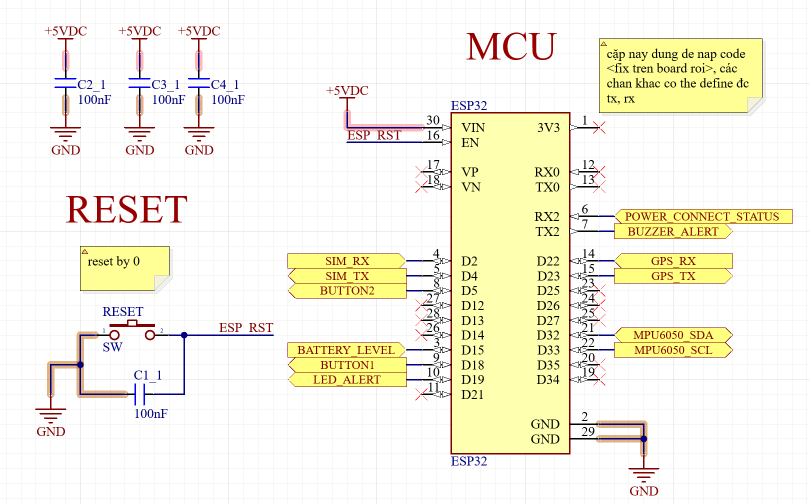 +5VDC
+5VDC
+5VDC
C2_1
100nF
C3_1
100nF
C4_1
100nF
GND
GND
GND
MCU
cặp nay dung de nap code
<fix tren board roi>, các
chan khac co the define đc
tx, rx
+5VDC
ESP32
30
VIN
ESP_RST
16
EN
17
VP
18
VN
1
3V3
12
RX0
13
TX0
6
RX2
POWER_CONNECT_STATUS
7
TX2
BUZZER_ALERT
SIM_RX
4
D2
SIM_TX
5
D4
BUTTON2
8
D5
27
D12
28
D13
26
D14
BATTERY_LEVEL
3
D15
BUTTON1
9
D18
LED_ALERT
10
D19
11
D21
14
D22
GPS_RX
15
D23
GPS_TX
23
D25
24
D26
25
D27
21
D32
MPU6050_SDA
22
D33
MPU6050_SCL
20
D35
19
D34
2
GND
29
GND
ESP32
GND
RESET
reset by 0
RESET
1
2
SW
ESP_RST
C1_1
100nF
GND